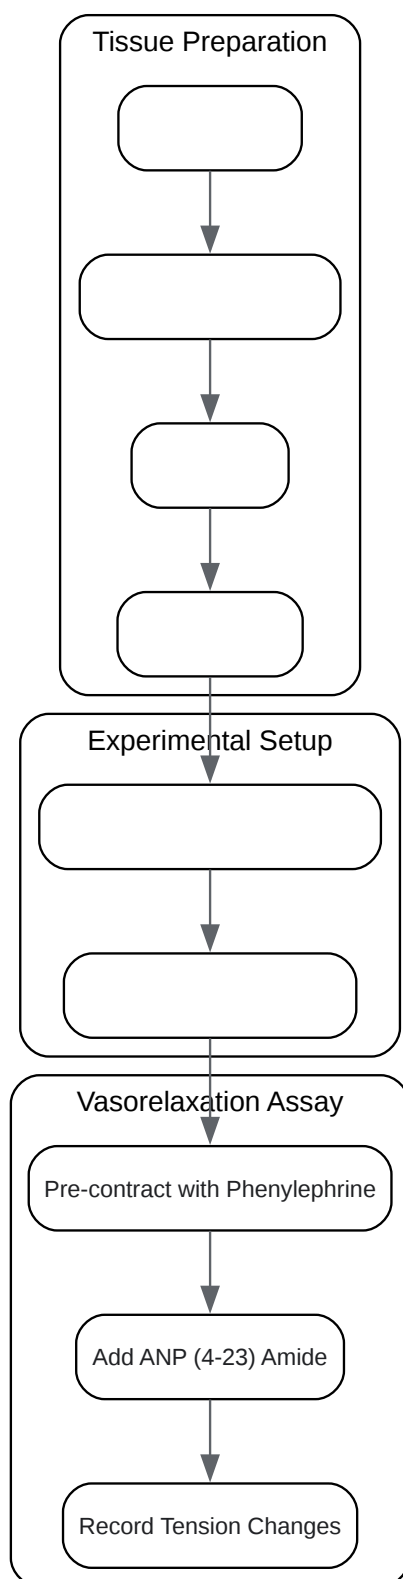 Tissue Preparation
Experimental Setup
Vasorelaxation Assay
Pre-contract with Phenylephrine
Add ANP (4-23) Amide
Record Tension Changes